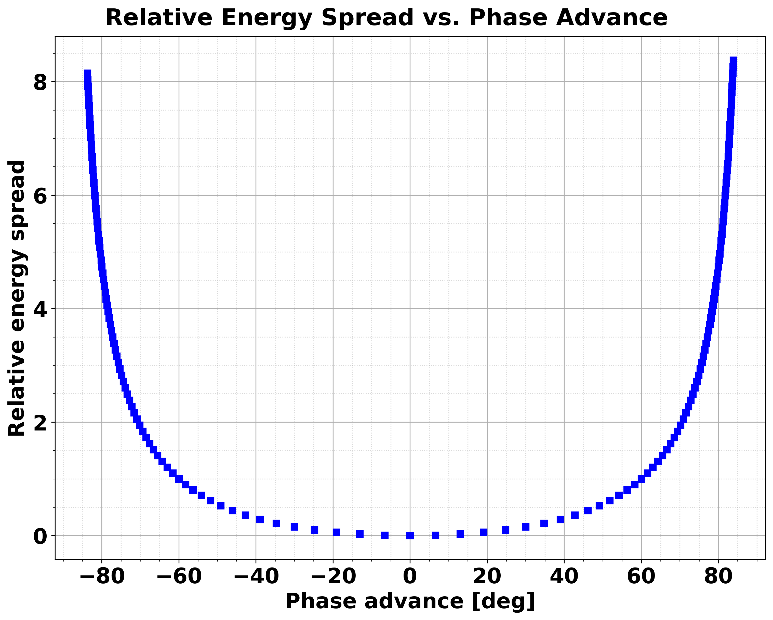 Relative Energy Spread vs. Phase Advance
Relative energy spread
8
6
4
2
0
−80 −60 −40 −20 0 20 40 60 80
Phase advance [deg]